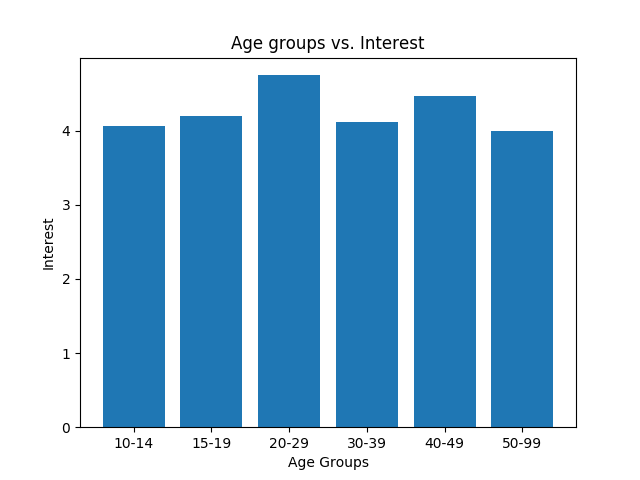 Age groups vs. Interest
4
3
2
1
0
Interest
10-14 15-19 20-29 30-39 40-49 50-99
Age Groups